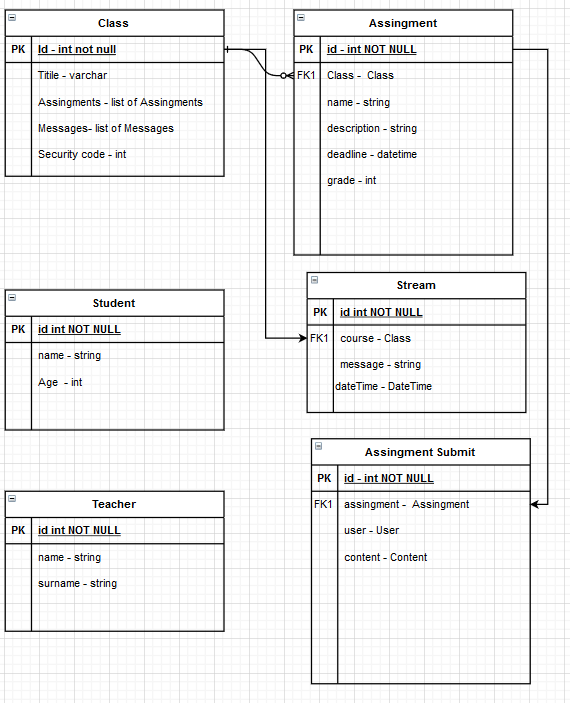 Class
PK Id - int not null
Titile - varchar
Assingments - list of Assingments
Messages- list of Messages
Security code - int
Assingment
PK id - int NOT NULL
FK1 Class - Class
name - string
description - string
deadline - datetime
grade - int
Student
PK id int NOT NULL
name - string
Age - int
Stream
PK id int NOT NULL
FK1 course - Class
message - string
dateTime - DateTime
Teacher
PK id int NOT NULL
name - string
surname - string
Assingment Submit
PK id - int NOT NULL
FK1 assingment - Assingment
user - User
content - Content